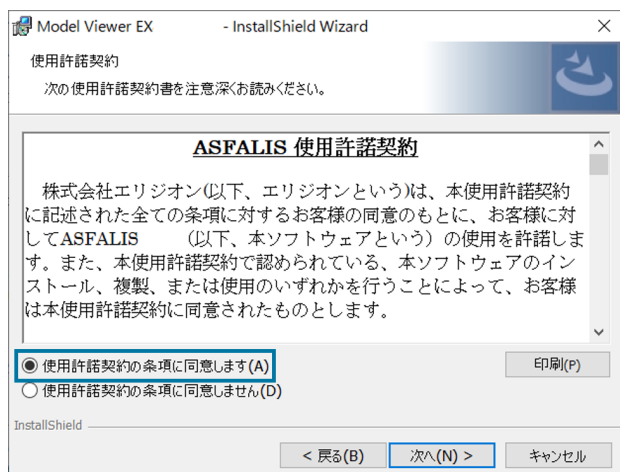 Model Viewer EX - InstallShield Wizard
使用許諾契約
次の使用許諾契約書を注意深くお読みください。
ASFALIS 使用許諾契約
株式会社エリジオン(以下、エリジオンという)は、本使用許諾契約
に記述された全ての条項に対するお客様の同意のもとに、お客様に対
してASFALIS (以下、本ソフトウェアという) の使用を許諾しま
す。また、本使用許諾契約で認められている、本ソフトウェアのイン
ストール、複製、または使用のいずれかを行うことによって、お客様
は本使用許諾契約に同意されたものとします。
使用許諾契約の条項に同意します(A)
印刷(P)
使用許諾契約の条項に同意しません(D)
InstallShield
< 戻る(B)
次へ(N) >
キャンセル